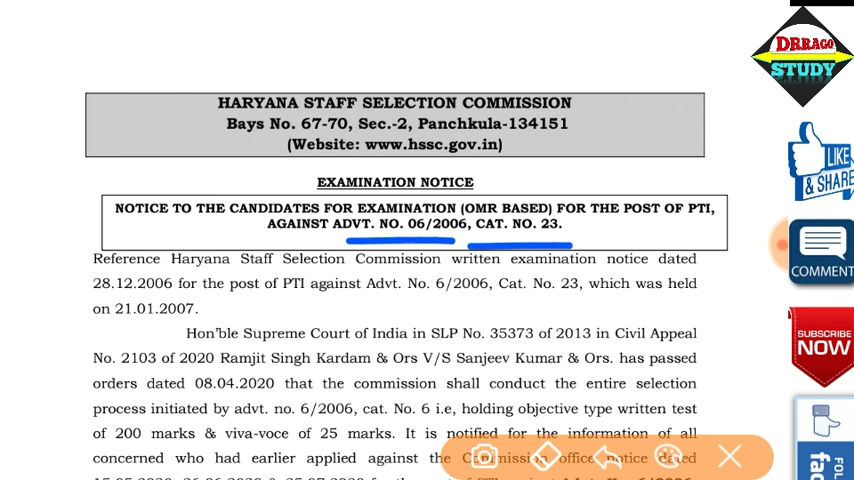 DRRAGO
STUDY
HARYANA STAFF SELECTION COMMISSION
Bays No. 67-70, Sec.-2, Panchkula-134151
(Website: www.hssc.gov.in)
LIKE
& SHARE
EXAMINATION NOTICE
NOTICE TO THE CANDIDATES FOR EXAMINATION (OMR BASED) FOR THE POST OF PTI,
AGAINST ADVT. NO. 06/2006, CAT. NO. 23.
COMMENT
Reference Haryana Staff Selection Commission written examination notice dated
28.12.2006 for the post of PTI against Advt. No. 6/2006, Cat. No. 23, which was held
on 21.01.2007.
SUBSCRIBE
NOW
Hon'ble Supreme Court of India in SLP No. 35373 of 2013 in Civil Appeal
No. 2103 of 2020 Ramjit Singh Kardam & Ors V/S Sanjeev Kumar & Ors. has passed
orders dated 08.04.2020 that the commission shall conduct the entire selection
process initiated by advt. no. 6/2006, cat. no. 6 i.e, holding objective type written test
of 200 marks & viva-voce of 25 marks. It is notified for the information of all
concerned who had earlier applied against the Commission office notice dated
FOL
fac